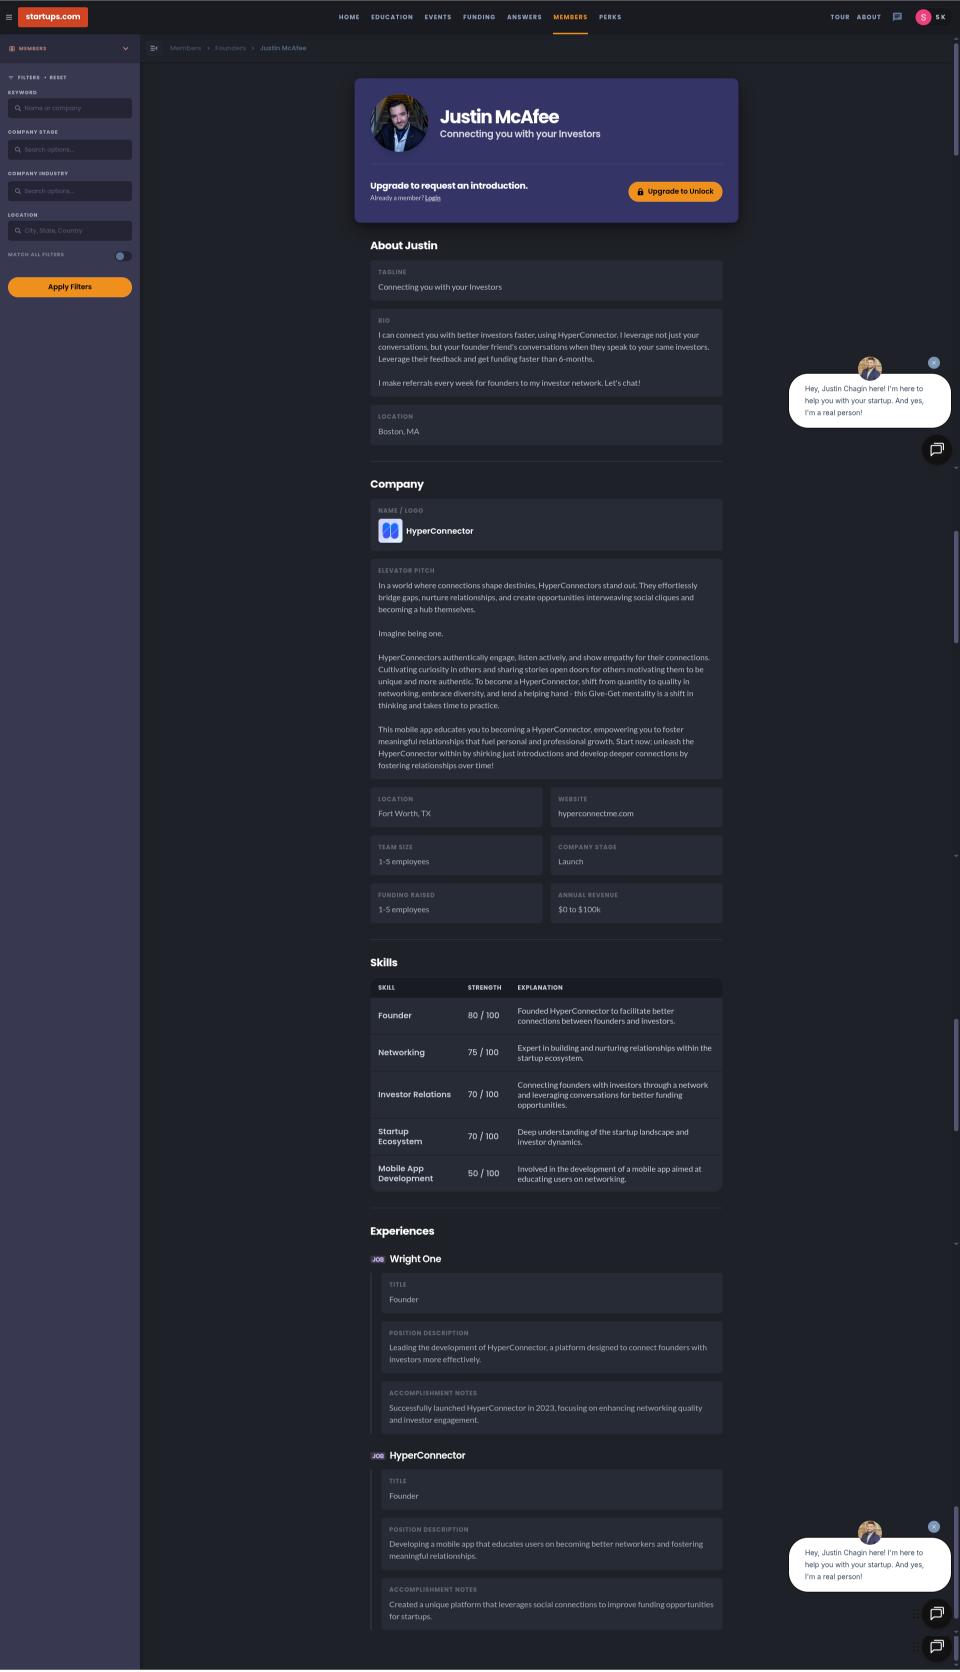 startups.com
HOME EDUCATION EVENTS FUNDING ANSWERS MEMBERS PERKS
TOUR ABOUT S S K
MEMBERS
Members › Founders › Justin McAfee
FILTERS • RESET
KEYWORD
Name or company
COMPANY STAGE
Search options...
COMPANY INDUSTRY
Search options...
LOCATION
City, State, Country
MATCH ALL FILTERS
Apply Filters
Justin McAfee
Connecting you with your Investors
Upgrade to request an introduction.
Already a member? Login
Upgrade to Unlock
About Justin
TAGLINE
Connecting you with your Investors
BIO
I can connect you with better investors faster, using HyperConnector. I leverage not just your
conversations, but your founder friend's conversations when they speak to your same investors.
Leverage their feedback and get funding faster than 6-months.
I make referrals every week for founders to my investor network. Let's chat!
LOCATION
Boston, MA
Hey, Justin Chagin here! I'm here to
help you with your startup. And yes,
I'm a real person!
Company
NAME / LOGO
HyperConnector
ELEVATOR PITCH
In a world where connections shape destinies, HyperConnectors stand out. They effortlessly
bridge gaps, nurture relationships, and create opportunities interweaving social cliques and
becoming a hub themselves.
Imagine being one.
HyperConnectors authentically engage, listen actively, and show empathy for their connections.
Cultivating curiosity in others and sharing stories open doors for others motivating them to be
unique and more authentic. To become a HyperConnector, shift from quantity to quality in
networking, embrace diversity, and lend a helping hand - this Give-Get mentality is a shift in
thinking and takes time to practice.
This mobile app educates you to becoming a HyperConnector, empowering you to foster
meaningful relationships that fuel personal and professional growth. Start now; unleash the
HyperConnector within by shirking just introductions and develop deeper connections by
fostering relationships over time!
LOCATION
Fort Worth, TX
WEBSITE
hyperconnectme.com
TEAM SIZE
1-5 employees
COMPANY STAGE
Launch
FUNDING RAISED
1-5 employees
ANNUAL REVENUE
$0 to $100k
Skills
SKILL STRENGTH EXPLANATION
Founder 80 / 100 Founded HyperConnector to facilitate better
connections between founders and investors.
Networking 75 / 100 Expert in building and nurturing relationships within the
startup ecosystem.
Investor Relations 70 / 100 Connecting founders with investors through a network
and leveraging conversations for better funding
opportunities.
Startup
Ecosystem 70 / 100 Deep understanding of the startup landscape and
investor dynamics.
Mobile App
Development 50 / 100 Involved in the development of a mobile app aimed at
educating users on networking.
Experiences
JOB Wright One
TITLE
Founder
POSITION DESCRIPTION
Leading the development of HyperConnector, a platform designed to connect founders with
investors more effectively.
ACCOMPLISHMENT NOTES
Successfully launched HyperConnector in 2023, focusing on enhancing networking quality
and investor engagement.
JOB HyperConnector
TITLE
Founder
POSITION DESCRIPTION
Developing a mobile app that educates users on becoming better networkers and fostering
meaningful relationships.
ACCOMPLISHMENT NOTES
Created a unique platform that leverages social connections to improve funding opportunities
for startups.
Hey, Justin Chagin here! I'm here to
help you with your startup. And yes,
I'm a real person!